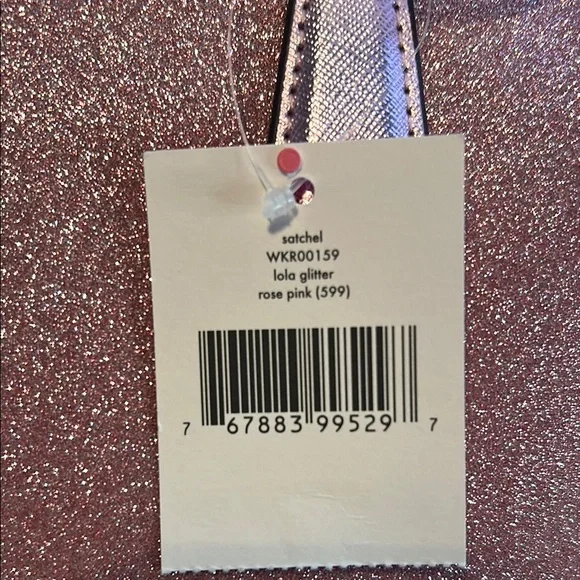 satchel
WKR00159
lola glitter
rose pink (599)
7 67883 99529 7